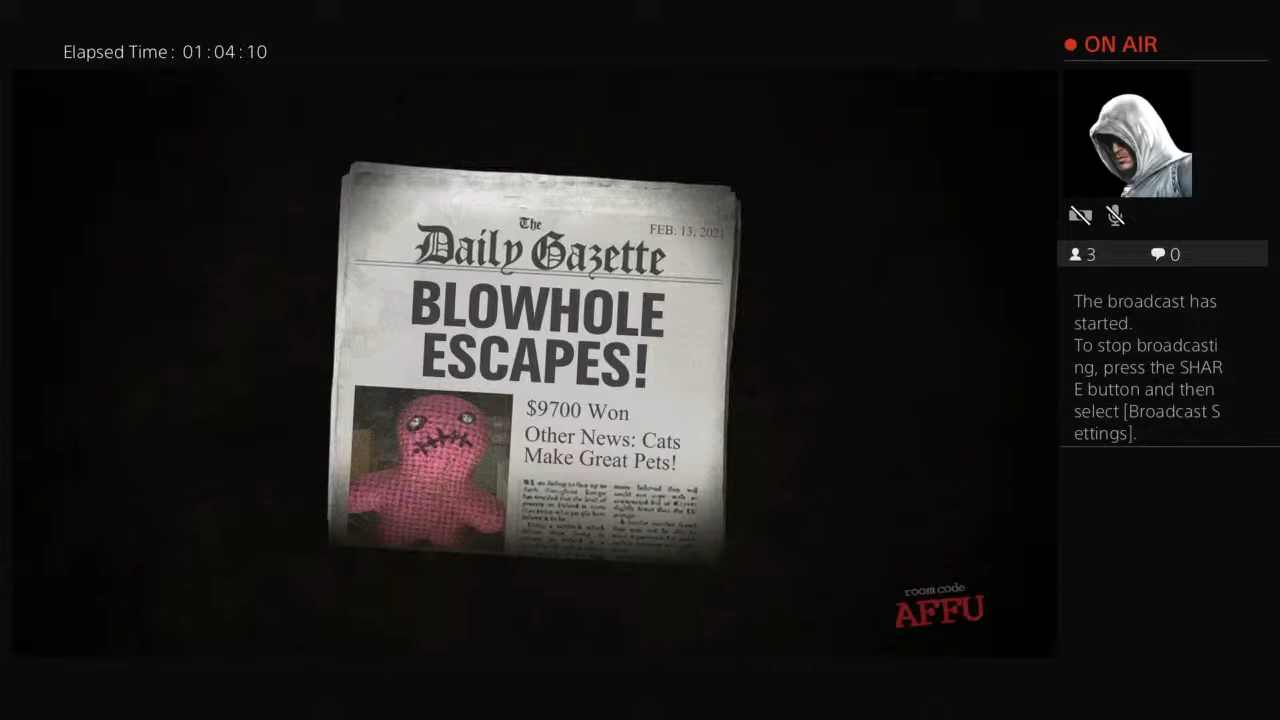 Elapsed Time: 01:04:10
ON AIR
The
Daily Gazette
FEB. 13, 2021
BLOWHOLE
ESCAPES!
$9700 Won
Other News: Cats
Make Great Pets!
3
0
The broadcast has
started.
To stop broadcasti
ng, press the SHAR
E button and then
select [Broadcast S
ettings].
room code
AFFU